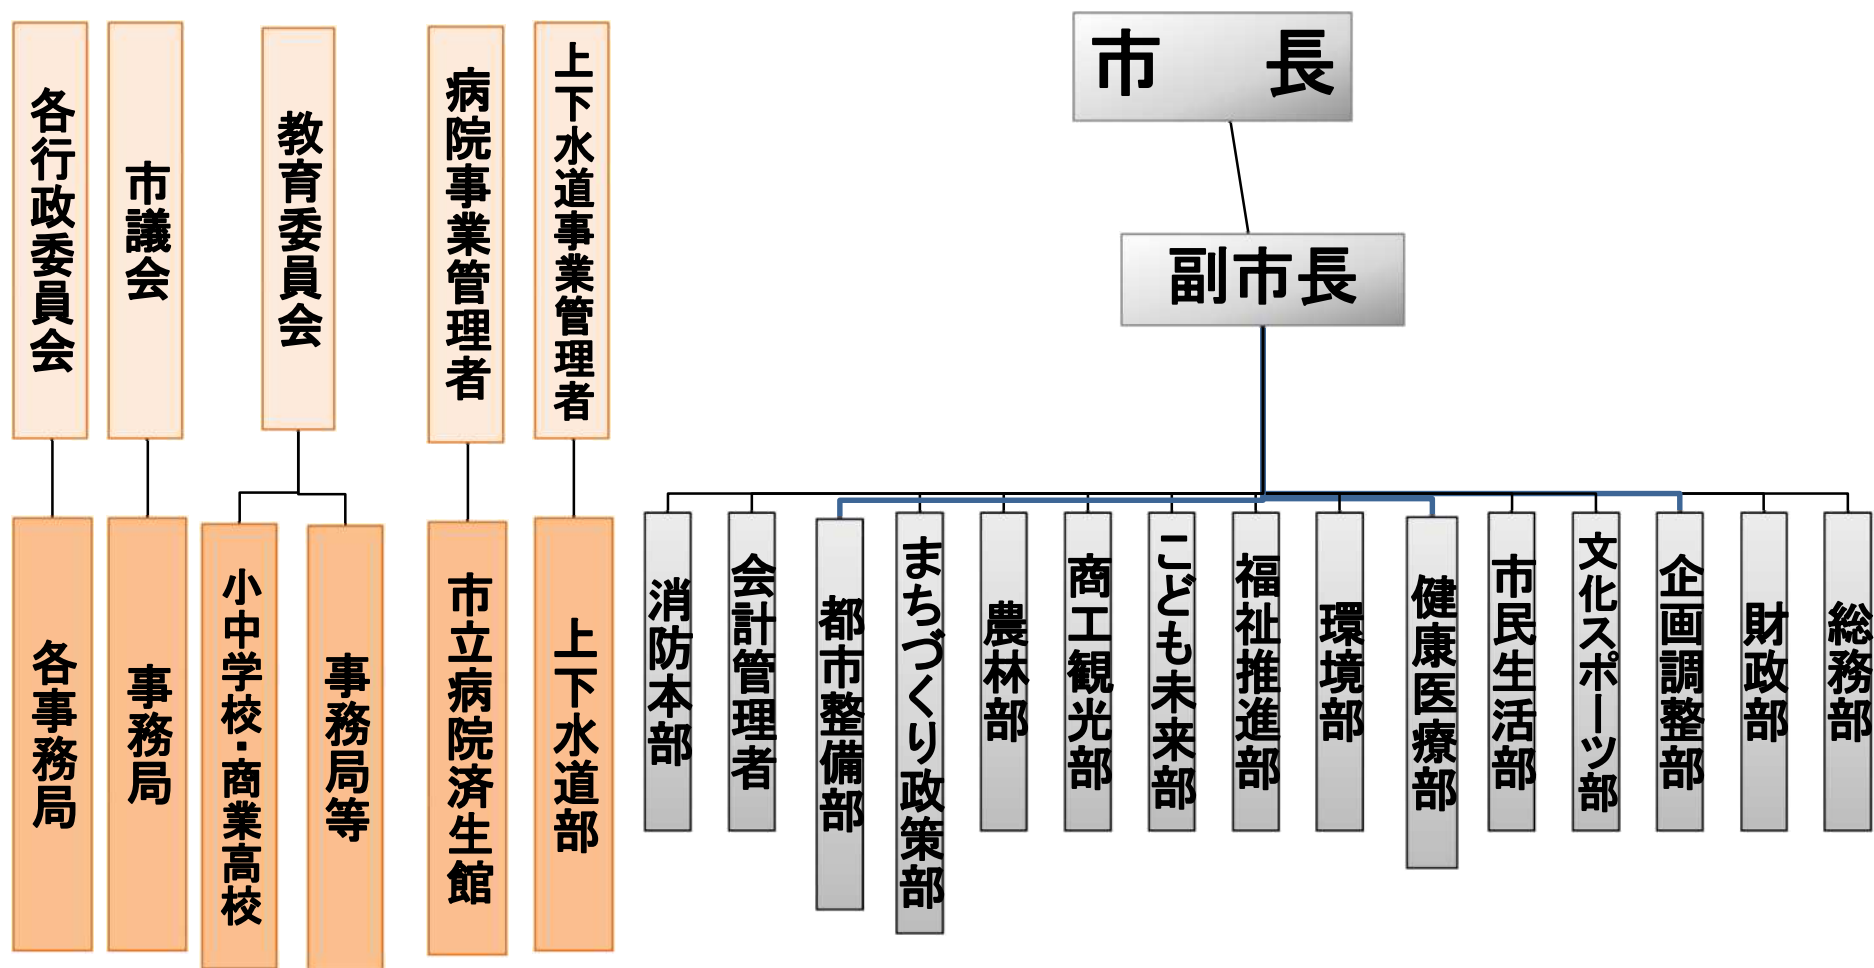 市 長
副市長
総務部
財政部
企画調整部
文化スポーツ部
市民生活部
健康医療部
環境部
福祉推進部
こども未来部
商工観光部
農林部
まちづくり政策部
都市整備部
会計管理者
消防本部
上下水道事業管理者
上下水道部
病院事業管理者
市立病院済生館
教育委員会
事務局等
小中学校・商業高校
市議会
事務局
各行政委員会
各事務局